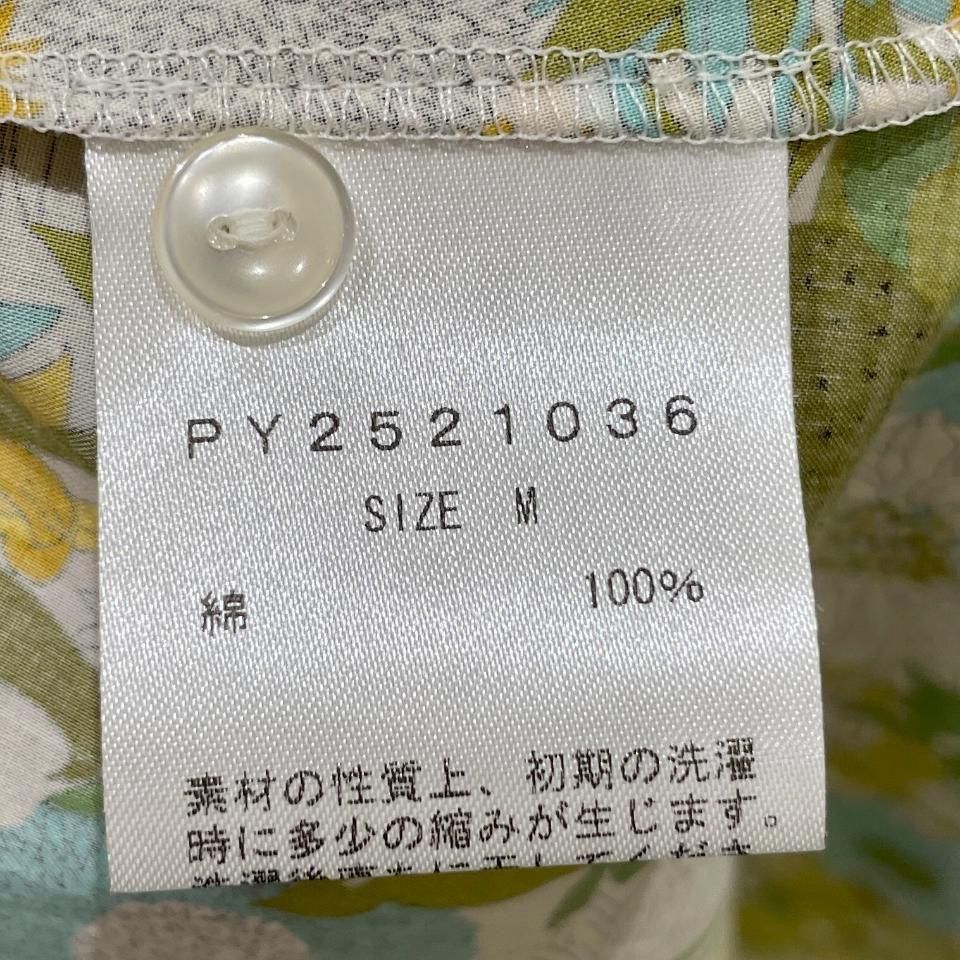 PY2521036
SIZE M
綿 100%
素材の性質上、初期の洗濯
時に多少の縮みが生じます。